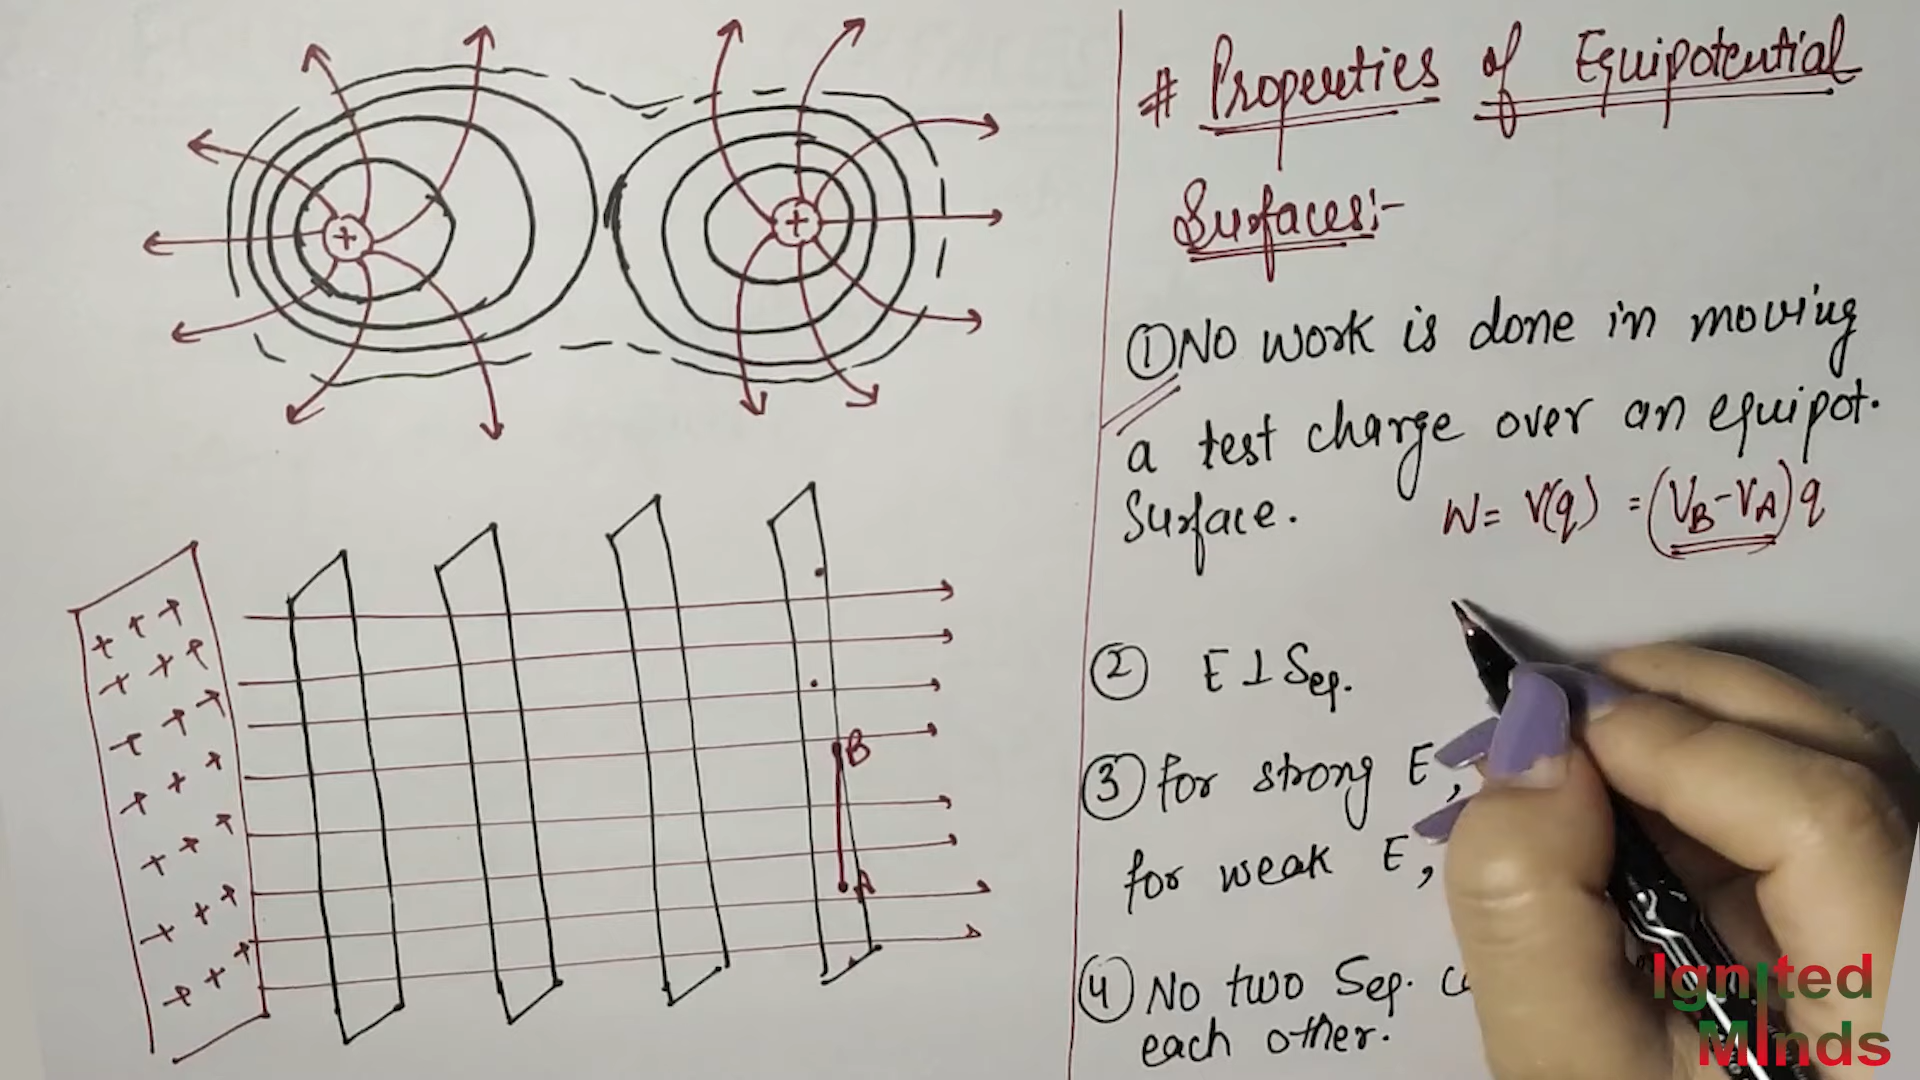 # Properties of Equipotential
Surfaces:-
① No work is done in moving
a test charge over an equipot.
Surface. W = V(q) = (VB-VA)q
② E ⊥ Sep.
③ for strong E,
for weak E,
④ No two Sep.
each other.
+
+
B
A
Ignited
Minds